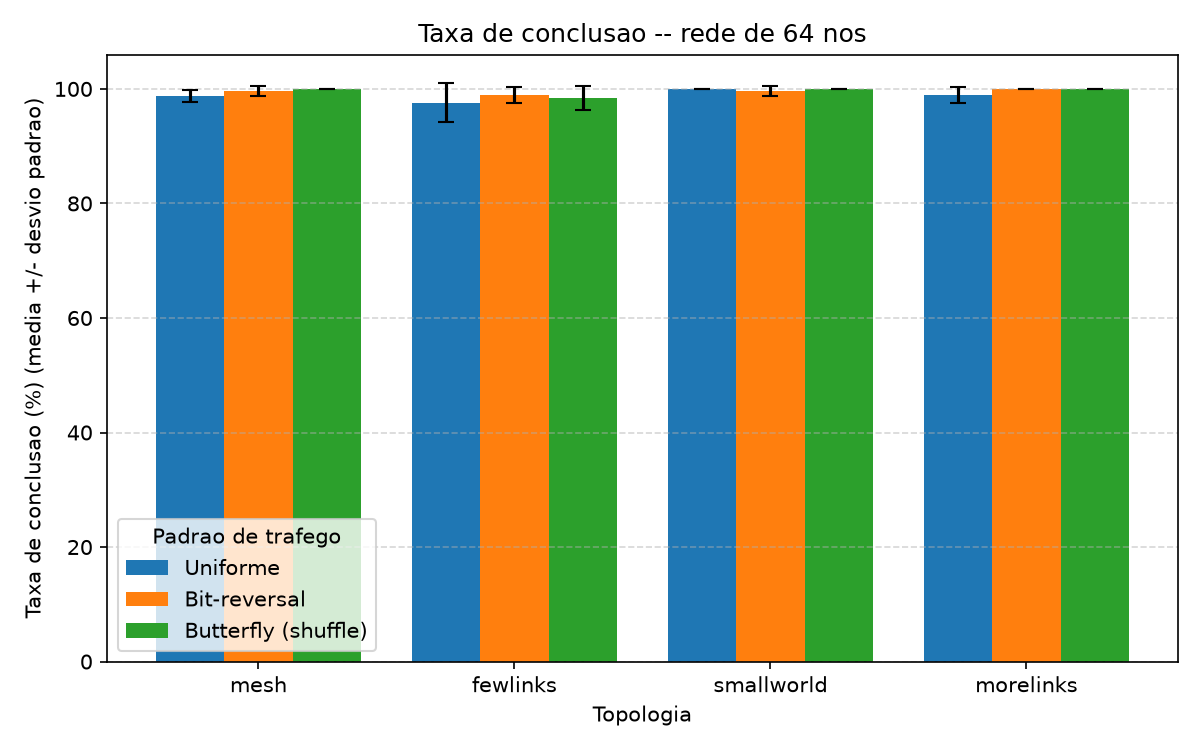 Taxa de conclusao -- rede de 64 nos
Taxa de conclusao (%) (media +/- desvio padrao)
100
80
60
40
20
0
Padrao de trafego
Uniforme
Bit-reversal
Butterfly (shuffle)
mesh fewlinks smallworld morelinks
Topologia